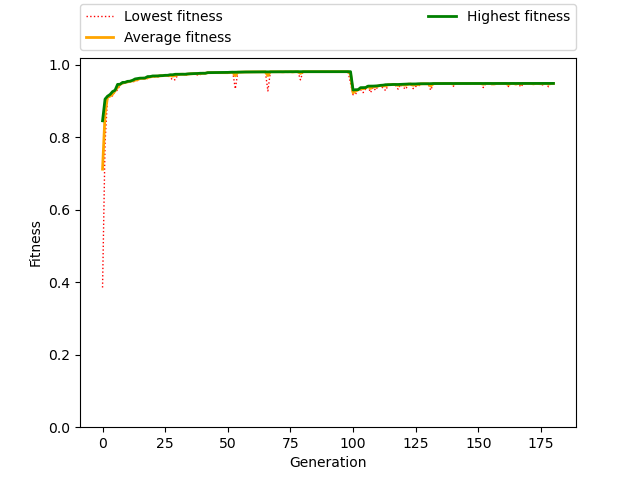 Lowest fitness
Average fitness
Highest fitness
1.0
0.8
0.6
0.4
0.2
0.0
Fitness
0 25 50 75 100 125 150 175
Generation